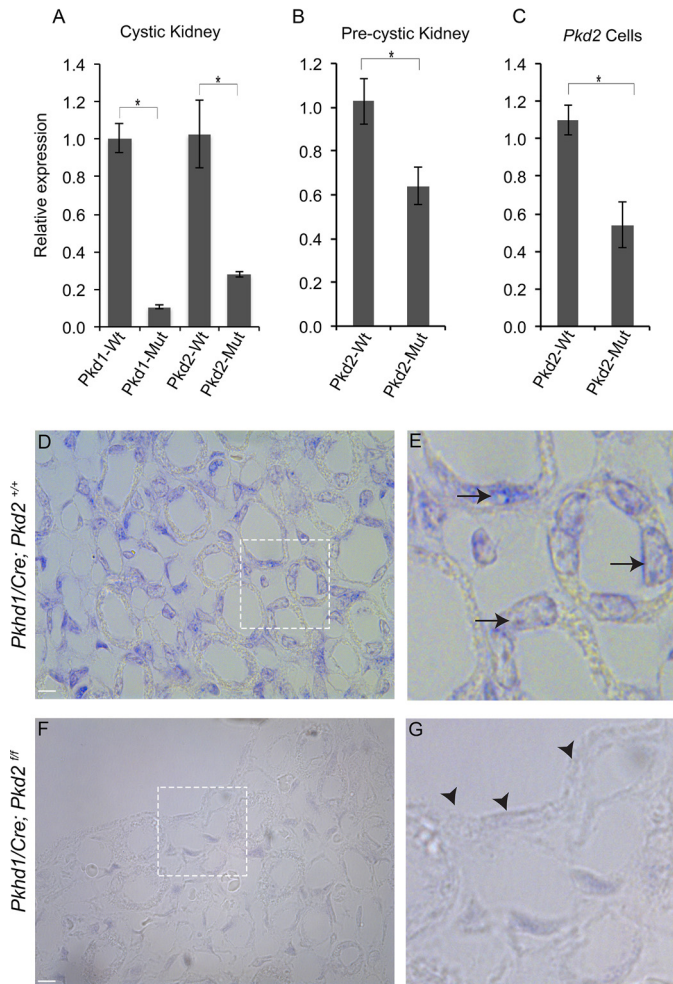 A
Cystic Kidney
Relative expression
1.4
1.2
1.0
0.8
0.6
0.4
0.2
0.0
*
*
Pkd1-Wt
Pkd1-Mut
Pkd2-Wt
Pkd2-Mut
B
Pre-cystic Kidney
1.2
1.0
0.8
0.6
0.4
0.2
0.0
*
Pkd2-Wt
Pkd2-Mut
C
Pkd2 Cells
1.4
1.2
1.0
0.8
0.6
0.4
0.2
0.0
*
Pkd2-Wt
Pkd2-Mut
Pkhd1/Cre; Pkd2 +/+
D
E
Pkhd1/Cre; Pkd2 f/f
F
G